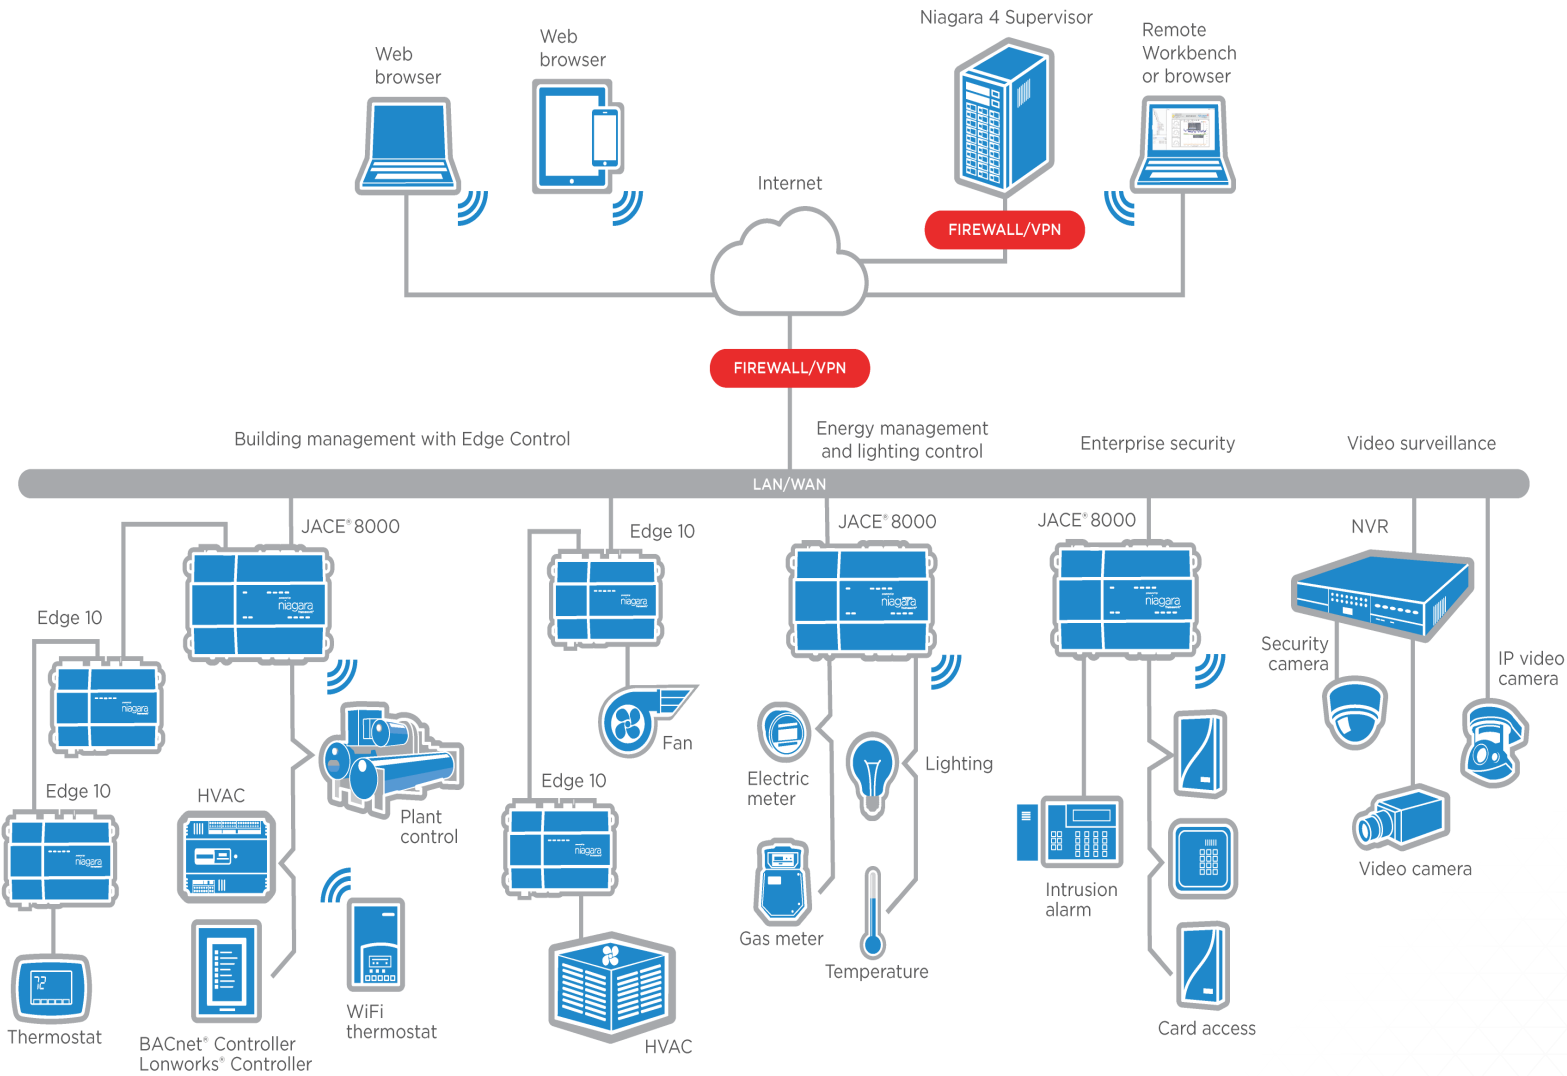 Niagara 4 Supervisor
Web
browser
Web
browser
Remote
Workbench
or browser
Internet
FIREWALL/VPN
FIREWALL/VPN
Building management with Edge Control
Energy management
and lighting control
Enterprise security
Video surveillance
LAN/WAN
JACE® 8000
Edge 10
JACE® 8000
JACE® 8000
NVR
niagara
niagara
niagara
niagara
Edge 10
Security
camera
IP video
camera
niagara
Fan
Electric
meter
Lighting
Edge 10
HVAC
Plant
control
Edge 10
niagara
niagara
Video camera
Intrusion
alarm
Gas meter
Temperature
72
Thermostat
BACnet® Controller
Lonworks® Controller
WiFi
thermostat
HVAC
Card access